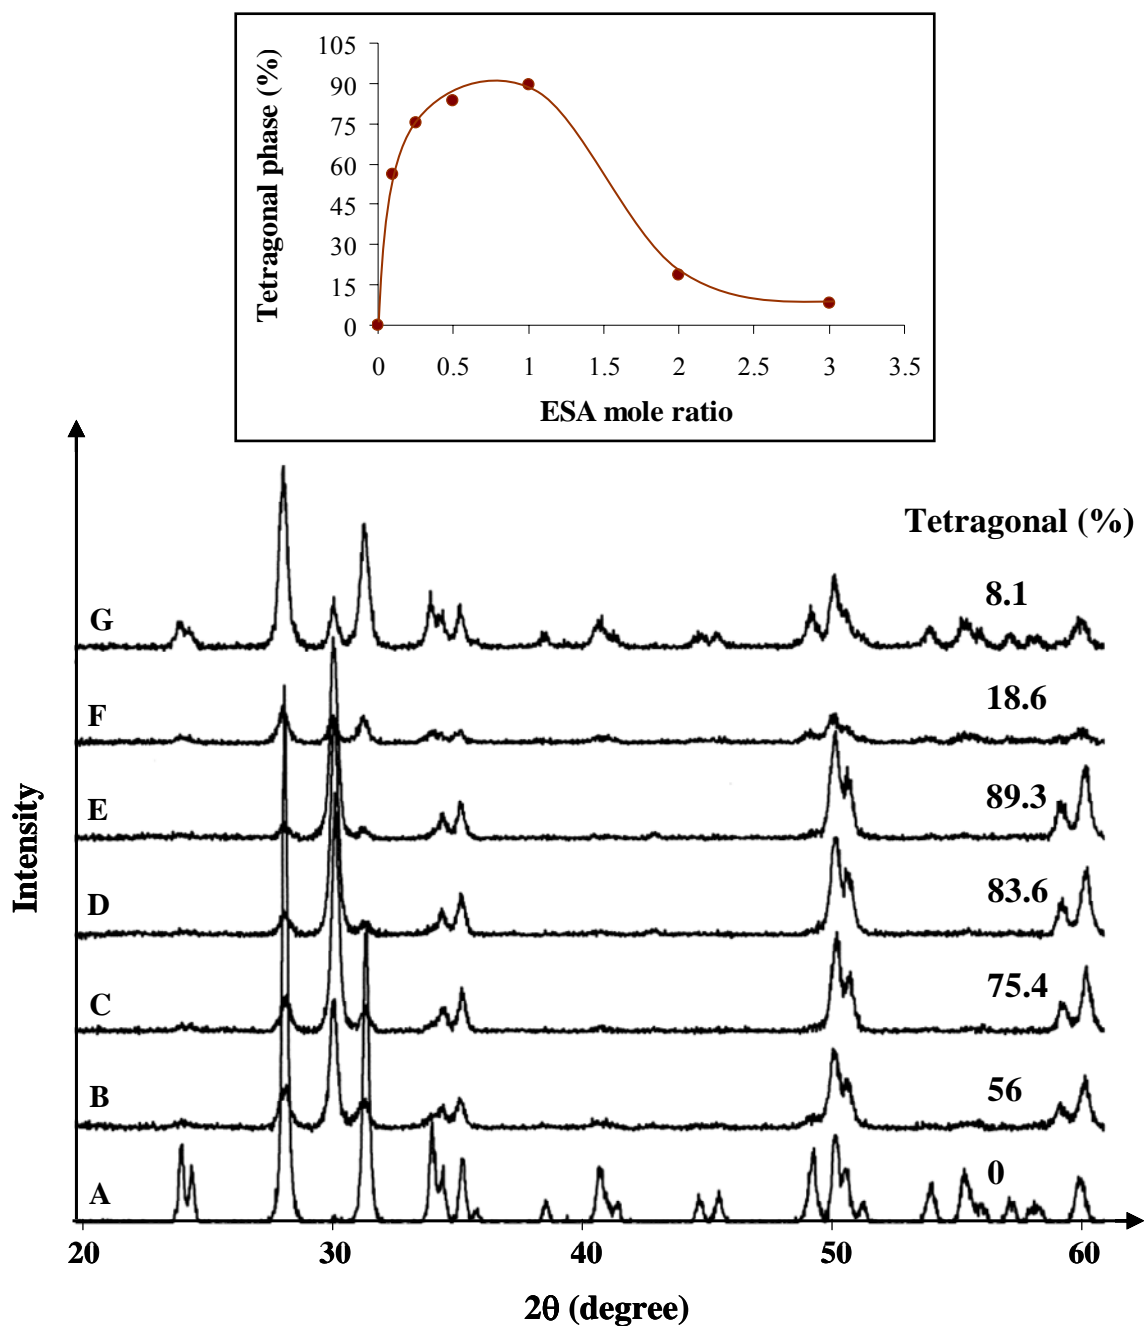 105
90
75
60
45
30
15
0
Tetragonal phase (%)
0 0.5 1 1.5 2 2.5 3 3.5
ESA mole ratio
Tetragonal (%)
G 8.1
F 18.6
E 89.3
D 83.6
C 75.4
B 56
A 0
Intensity
20 30 40 50 60
2θ (degree)